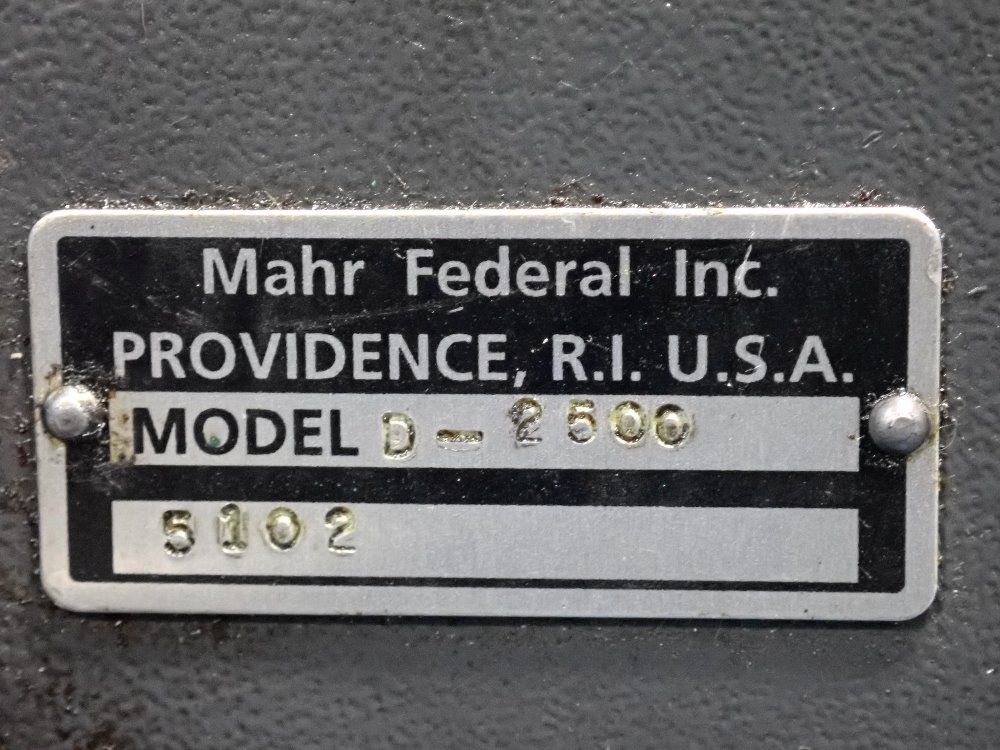 Mahr Federal Inc.
PROVIDENCE, R.I. U.S.A.
MODEL D-2500
5102